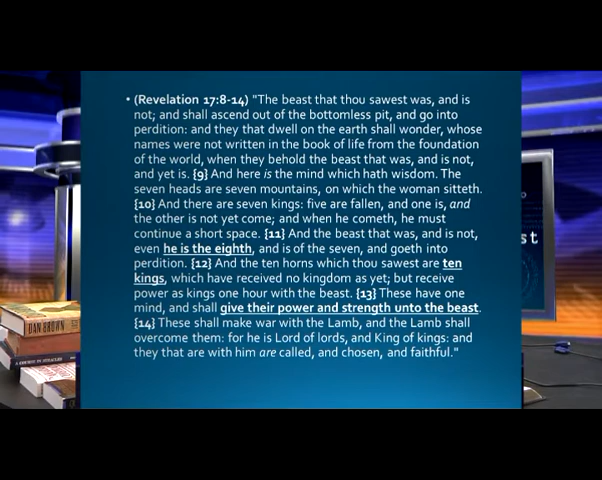 • (Revelation 17:8-14) "The beast that thou sawest was, and is
not; and shall ascend out of the bottomless pit, and go into
perdition: and they that dwell on the earth shall wonder, whose
names were not written in the book of life from the foundation
of the world, when they behold the beast that was, and is not,
and yet is. {9} And here is the mind which hath wisdom. The
seven heads are seven mountains, on which the woman sitteth.
{10} And there are seven kings: five are fallen, and one is, and
the other is not yet come; and when he cometh, he must
continue a short space. {11} And the beast that was, and is not,
even he is the eighth, and is of the seven, and goeth into
perdition. {12} And the ten horns which thou sawest are ten
kings, which have received no kingdom as yet; but receive
power as kings one hour with the beast. {13} These have one
mind, and shall give their power and strength unto the beast.
{14} These shall make war with the Lamb, and the Lamb shall
overcome them: for he is Lord of lords, and King of kings: and
they that are with him are called, and chosen, and faithful."
st
DAN BROWN